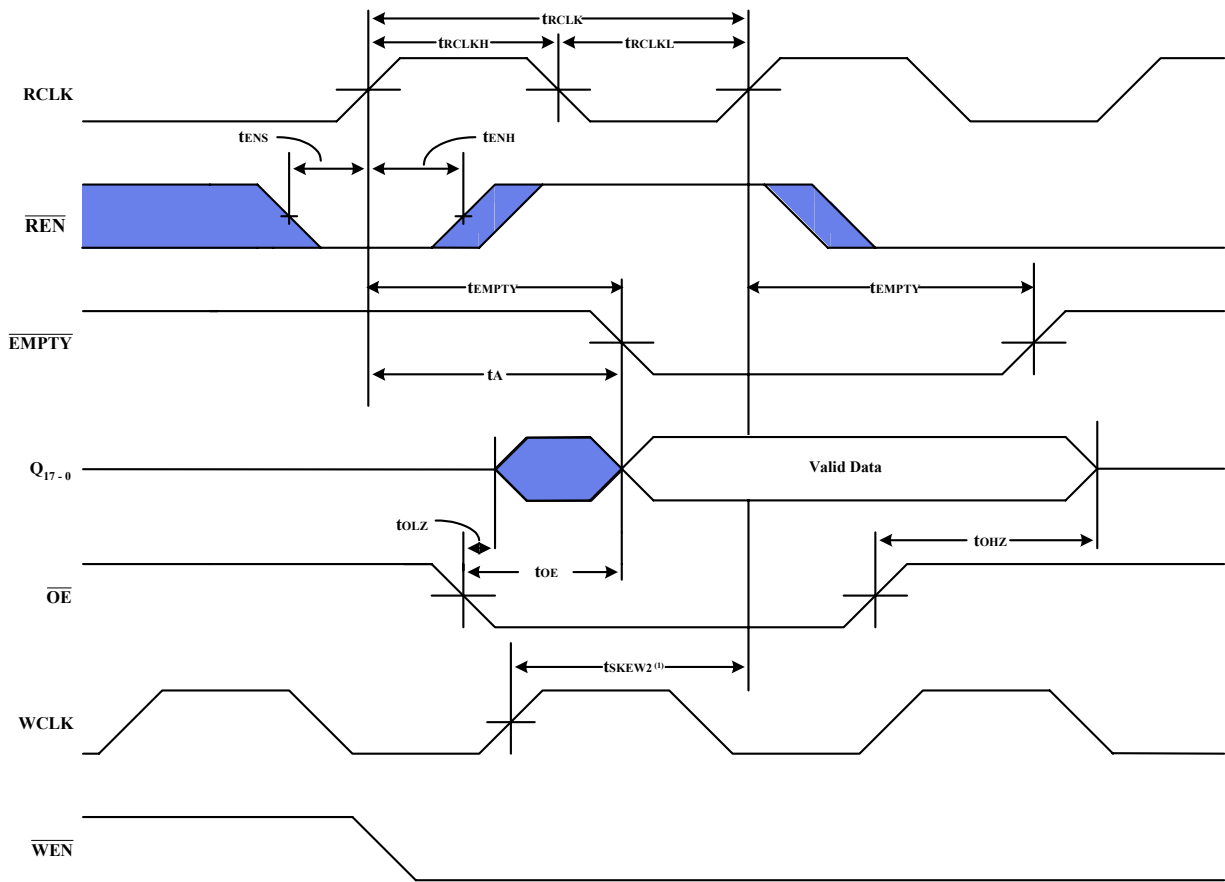 tRCLK
tRCLKH
tRCLKL
RCLK
tENS
tENH
REN
tEMPTY
tEMPTY
EMPTY
tA
Q17 - 0
Valid Data
tOLZ
tOHZ
tOE
OE
tSKEW2 (1)
WCLK
WEN